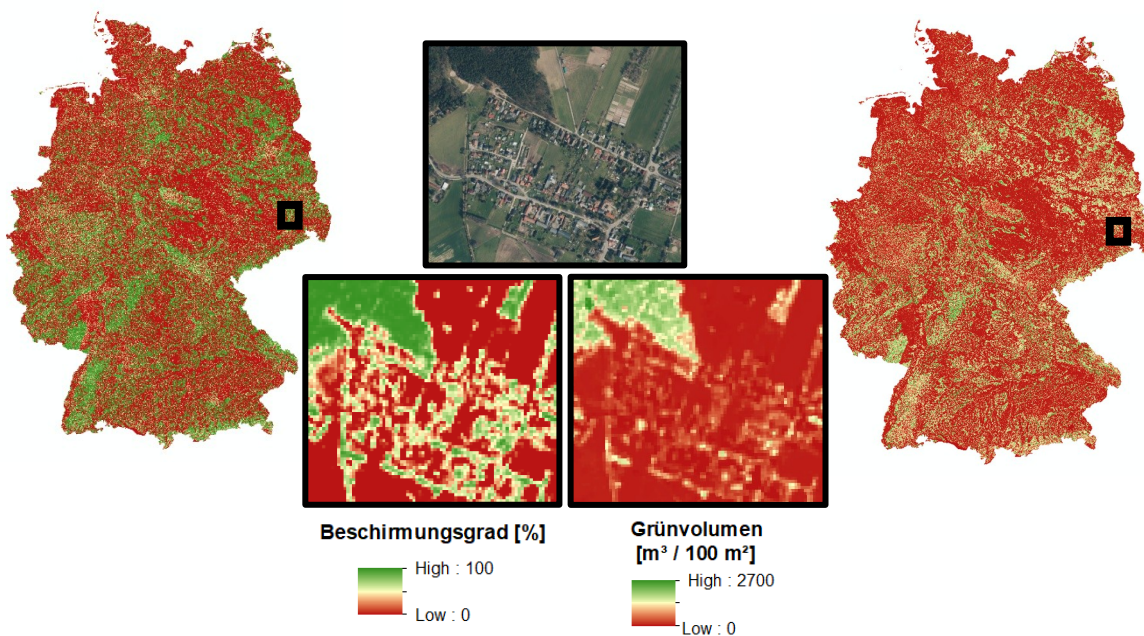 Beschirmungsgrad [%]
High : 100
Low : 0
Grünvolumen
[m³ / 100 m²]
High : 2700
Low : 0